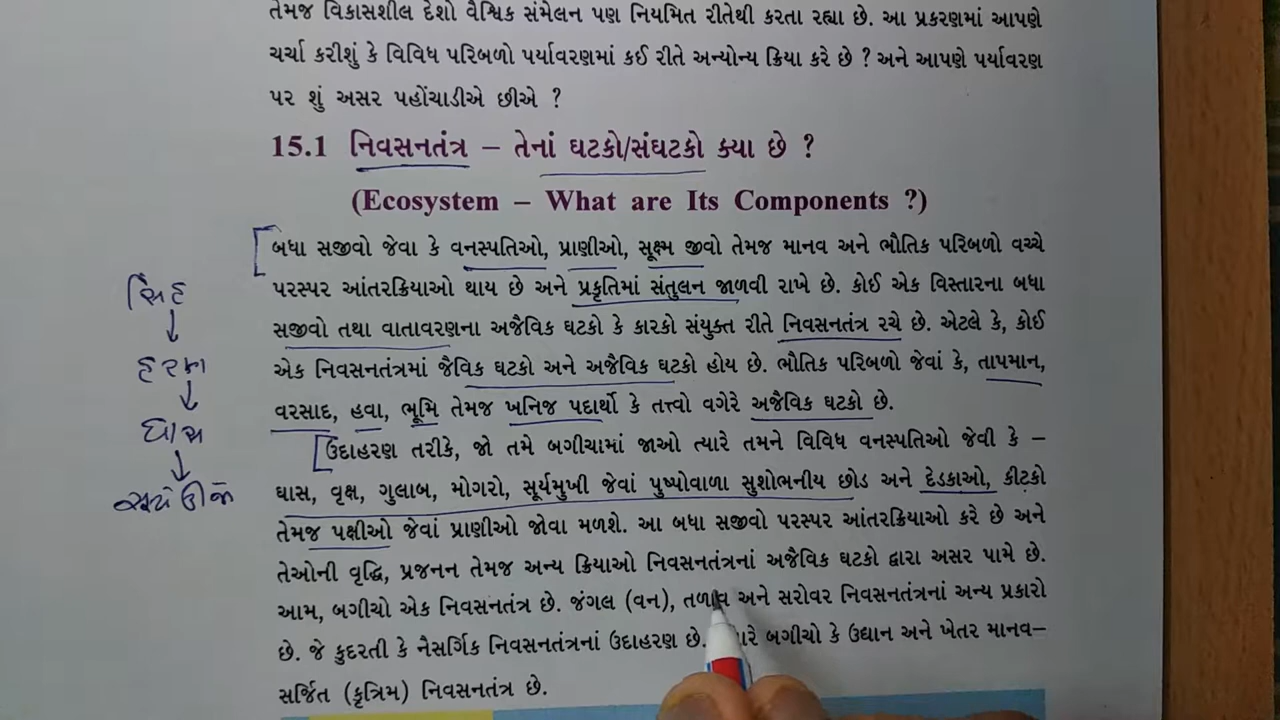 તેમજ વિકાસશીલ દેશો વૈશ્વિક સંમેલન પણ નિયમિત રીતેથી કરતા રહ્યા છે. આ પ્રકરણમાં આપણે
ચર્ચા કરીશું કે વિવિધ પરિબળો પર્યાવરણમાં કઈ રીતે અન્યોન્ય ક્રિયા કરે છે ? અને આપણે પર્યાવરણ
પર શું અસર પહોંચાડીએ છીએ ?
15.1 નિવસનતંત્ર – તેનાં ઘટકો/સંઘટકો ક્યા છે ?
(Ecosystem – What are Its Components ?)
બધા સજીવો જેવા કે વનસ્પતિઓ, પ્રાણીઓ, સૂક્ષ્મ જીવો તેમજ માનવ અને ભૌતિક પરિબળો વચ્ચે
પરસ્પર આંતરક્રિયાઓ થાય છે અને પ્રકૃતિમાં સંતુલન જાળવી રાખે છે. કોઈ એક વિસ્તારના બધા
સજીવો તથા વાતાવરણના અજૈવિક ઘટકો કે કારકો સંયુક્ત રીતે નિવસનતંત્ર રચે છે. એટલે કે, કોઈ
એક નિવસનતંત્રમાં જૈવિક ઘટકો અને અજૈવિક ઘટકો હોય છે. ભૌતિક પરિબળો જેવાં કે, તાપમાન,
વરસાદ, હવા, ભૂમિ તેમજ ખનિજ પદાર્થો કે તત્ત્વો વગેરે અજૈવિક ઘટકો છે.
ઉદાહરણ તરીકે, જો તમે બગીચામાં જાઓ ત્યારે તમને વિવિધ વનસ્પતિઓ જેવી કે –
ઘાસ, વૃક્ષ, ગુલાબ, મોગરો, સૂર્યમુખી જેવાં પુષ્પોવાળા સુશોભનીય છોડ અને દેડકાઓ, કીટકો
તેમજ પક્ષીઓ જેવાં પ્રાણીઓ જોવા મળશે. આ બધા સજીવો પરસ્પર આંતરક્રિયાઓ કરે છે અને
તેઓની વૃદ્ધિ, પ્રજનન તેમજ અન્ય ક્રિયાઓ નિવસનતંત્રનાં અજૈવિક ઘટકો દ્વારા અસર પામે છે.
આમ, બગીચો એક નિવસનતંત્ર છે. જંગલ (વન), તળાવ અને સરોવર નિવસનતંત્રનાં અન્ય પ્રકારો
છે. જે કુદરતી કે નૈસર્ગિક નિવસનતંત્રનાં ઉદાહરણ છે. બગીચો કે ઉદ્યાન અને ખેતર માનવ–
સર્જિત (કૃત્રિમ) નિવસનતંત્ર છે.
સિંહ
હરણ
ઘાસ